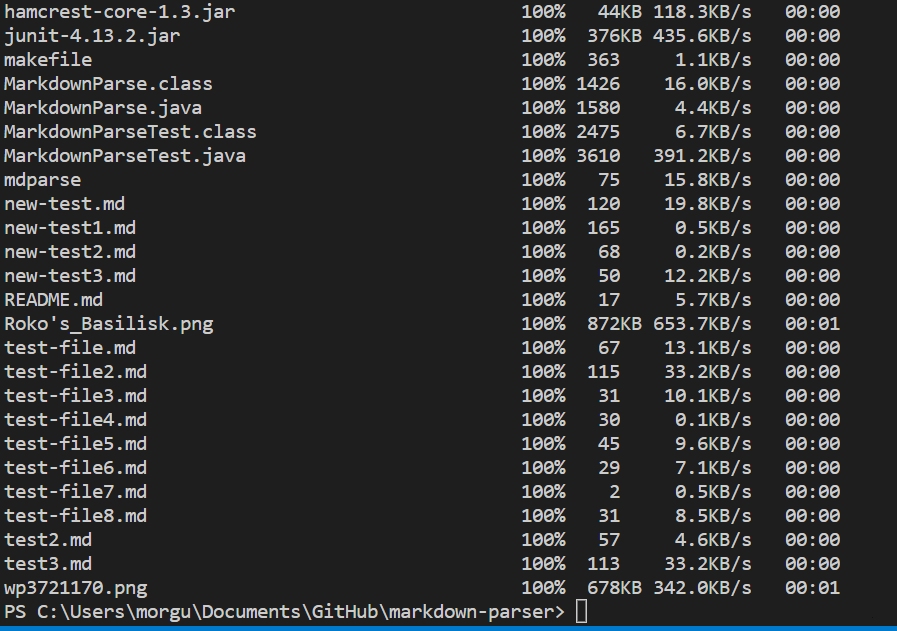 hamcrest-core-1.3.jar 100% 44KB 118.3KB/s 00:00
junit-4.13.2.jar 100% 376KB 435.6KB/s 00:00
makefile 100% 363 1.1KB/s 00:00
MarkdownParse.class 100% 1426 16.0KB/s 00:00
MarkdownParse.java 100% 1580 4.4KB/s 00:00
MarkdownParseTest.class 100% 2475 6.7KB/s 00:00
MarkdownParseTest.java 100% 3610 391.2KB/s 00:00
mdparse 100% 75 15.8KB/s 00:00
new-test.md 100% 120 19.8KB/s 00:00
new-test1.md 100% 165 0.5KB/s 00:00
new-test2.md 100% 68 0.2KB/s 00:00
new-test3.md 100% 50 12.2KB/s 00:00
README.md 100% 17 5.7KB/s 00:00
Roko's_Basilisk.png 100% 872KB 653.7KB/s 00:01
test-file.md 100% 67 13.1KB/s 00:00
test-file2.md 100% 115 33.2KB/s 00:00
test-file3.md 100% 31 10.1KB/s 00:00
test-file4.md 100% 30 0.1KB/s 00:00
test-file5.md 100% 45 9.6KB/s 00:00
test-file6.md 100% 29 7.1KB/s 00:00
test-file7.md 100% 2 0.5KB/s 00:00
test-file8.md 100% 31 8.5KB/s 00:00
test2.md 100% 57 4.6KB/s 00:00
test3.md 100% 113 33.2KB/s 00:00
wp3721170.png 100% 678KB 342.0KB/s 00:01
PS C:\Users\morgu\Documents\GitHub\markdown-parser>